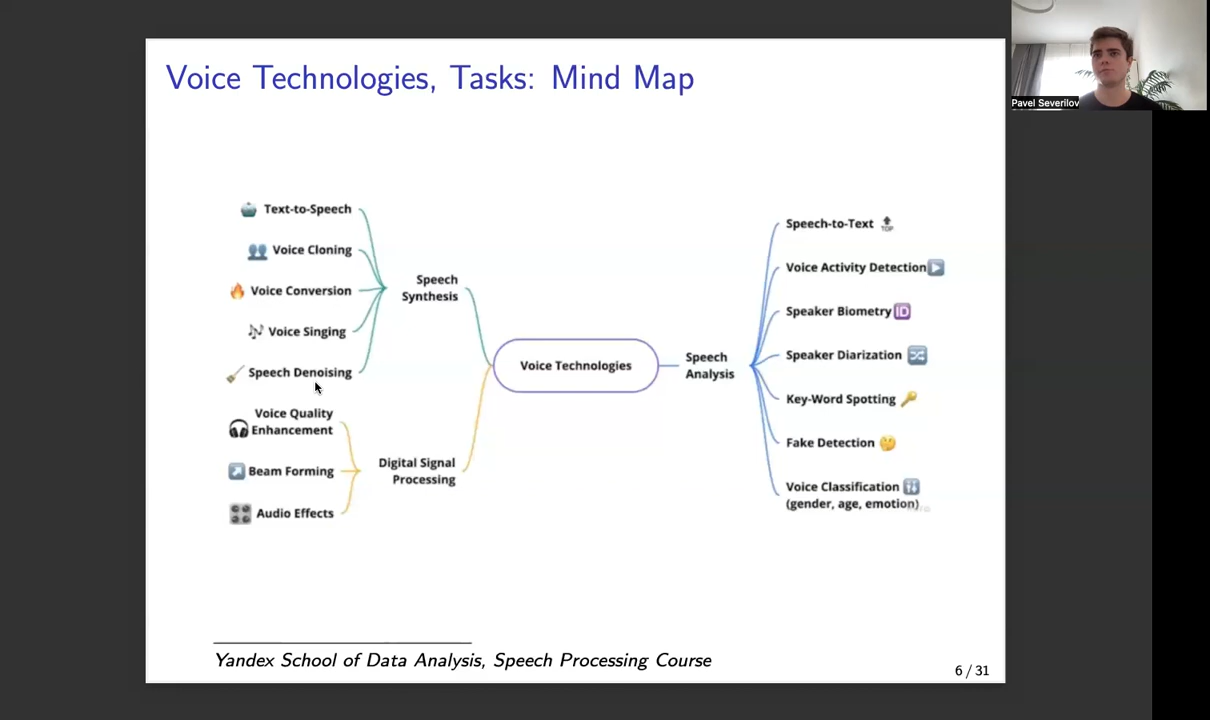 Voice Technologies, Tasks: Mind Map
Pavel Severilov
Text-to-Speech
Voice Cloning
Voice Conversion
Voice Singing
Speech Denoising
Speech
Synthesis
Voice Quality
Enhancement
Beam Forming
Audio Effects
Digital Signal
Processing
Voice Technologies
Speech
Analysis
Speech-to-Text TOP
Voice Activity Detection
Speaker Biometry ID
Speaker Diarization
Key-Word Spotting
Fake Detection
Voice Classification
(gender, age, emotion)
Yandex School of Data Analysis, Speech Processing Course
6 / 31